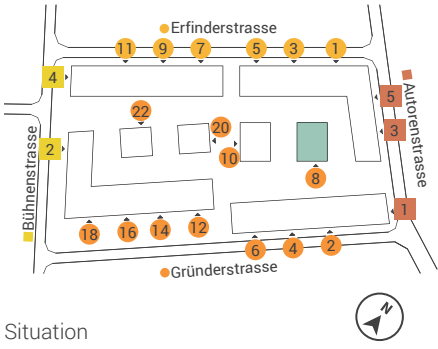 Erfinderstrasse
11 9 7 5 3 1
4
5
22
20
3
2
10
8
Bühnenstrasse
Autorenstrasse
18 16 14 12
1
6 4 2
Gründerstrasse
Situation
N